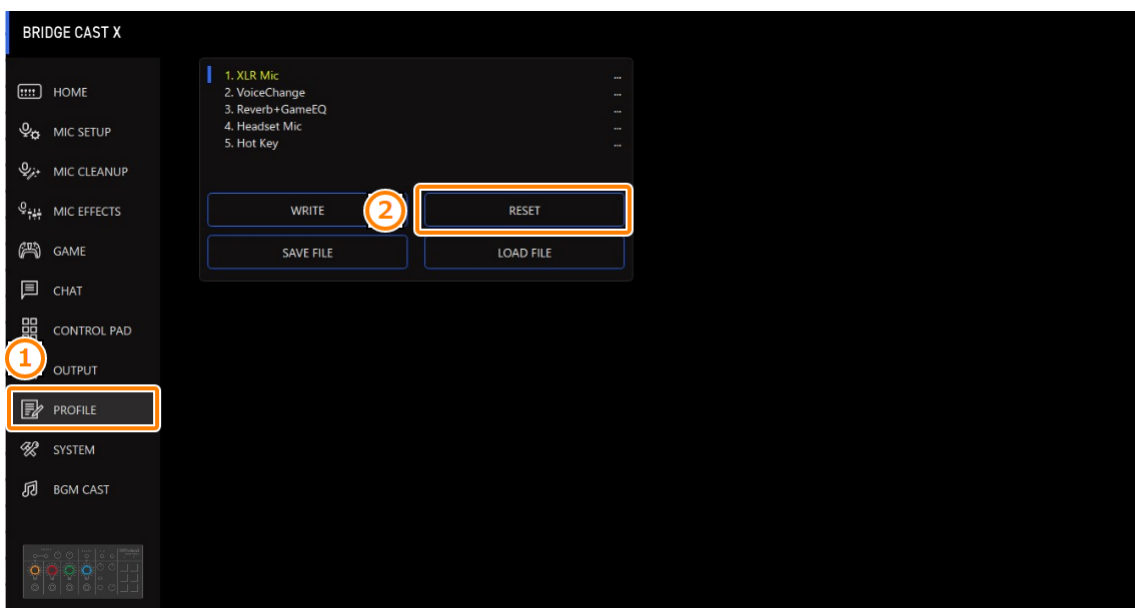 BRIDGE CAST X
HOME
MIC SETUP
MIC CLEANUP
MIC EFFECTS
GAME
CHAT
CONTROL PAD
1
OUTPUT
PROFILE
SYSTEM
BGM CAST
1. XLR Mic ...
2. VoiceChange ...
3. Reverb+GameEQ ...
4. Headset Mic ...
5. Hot Key ...
WRITE
2
RESET
SAVE FILE
LOAD FILE